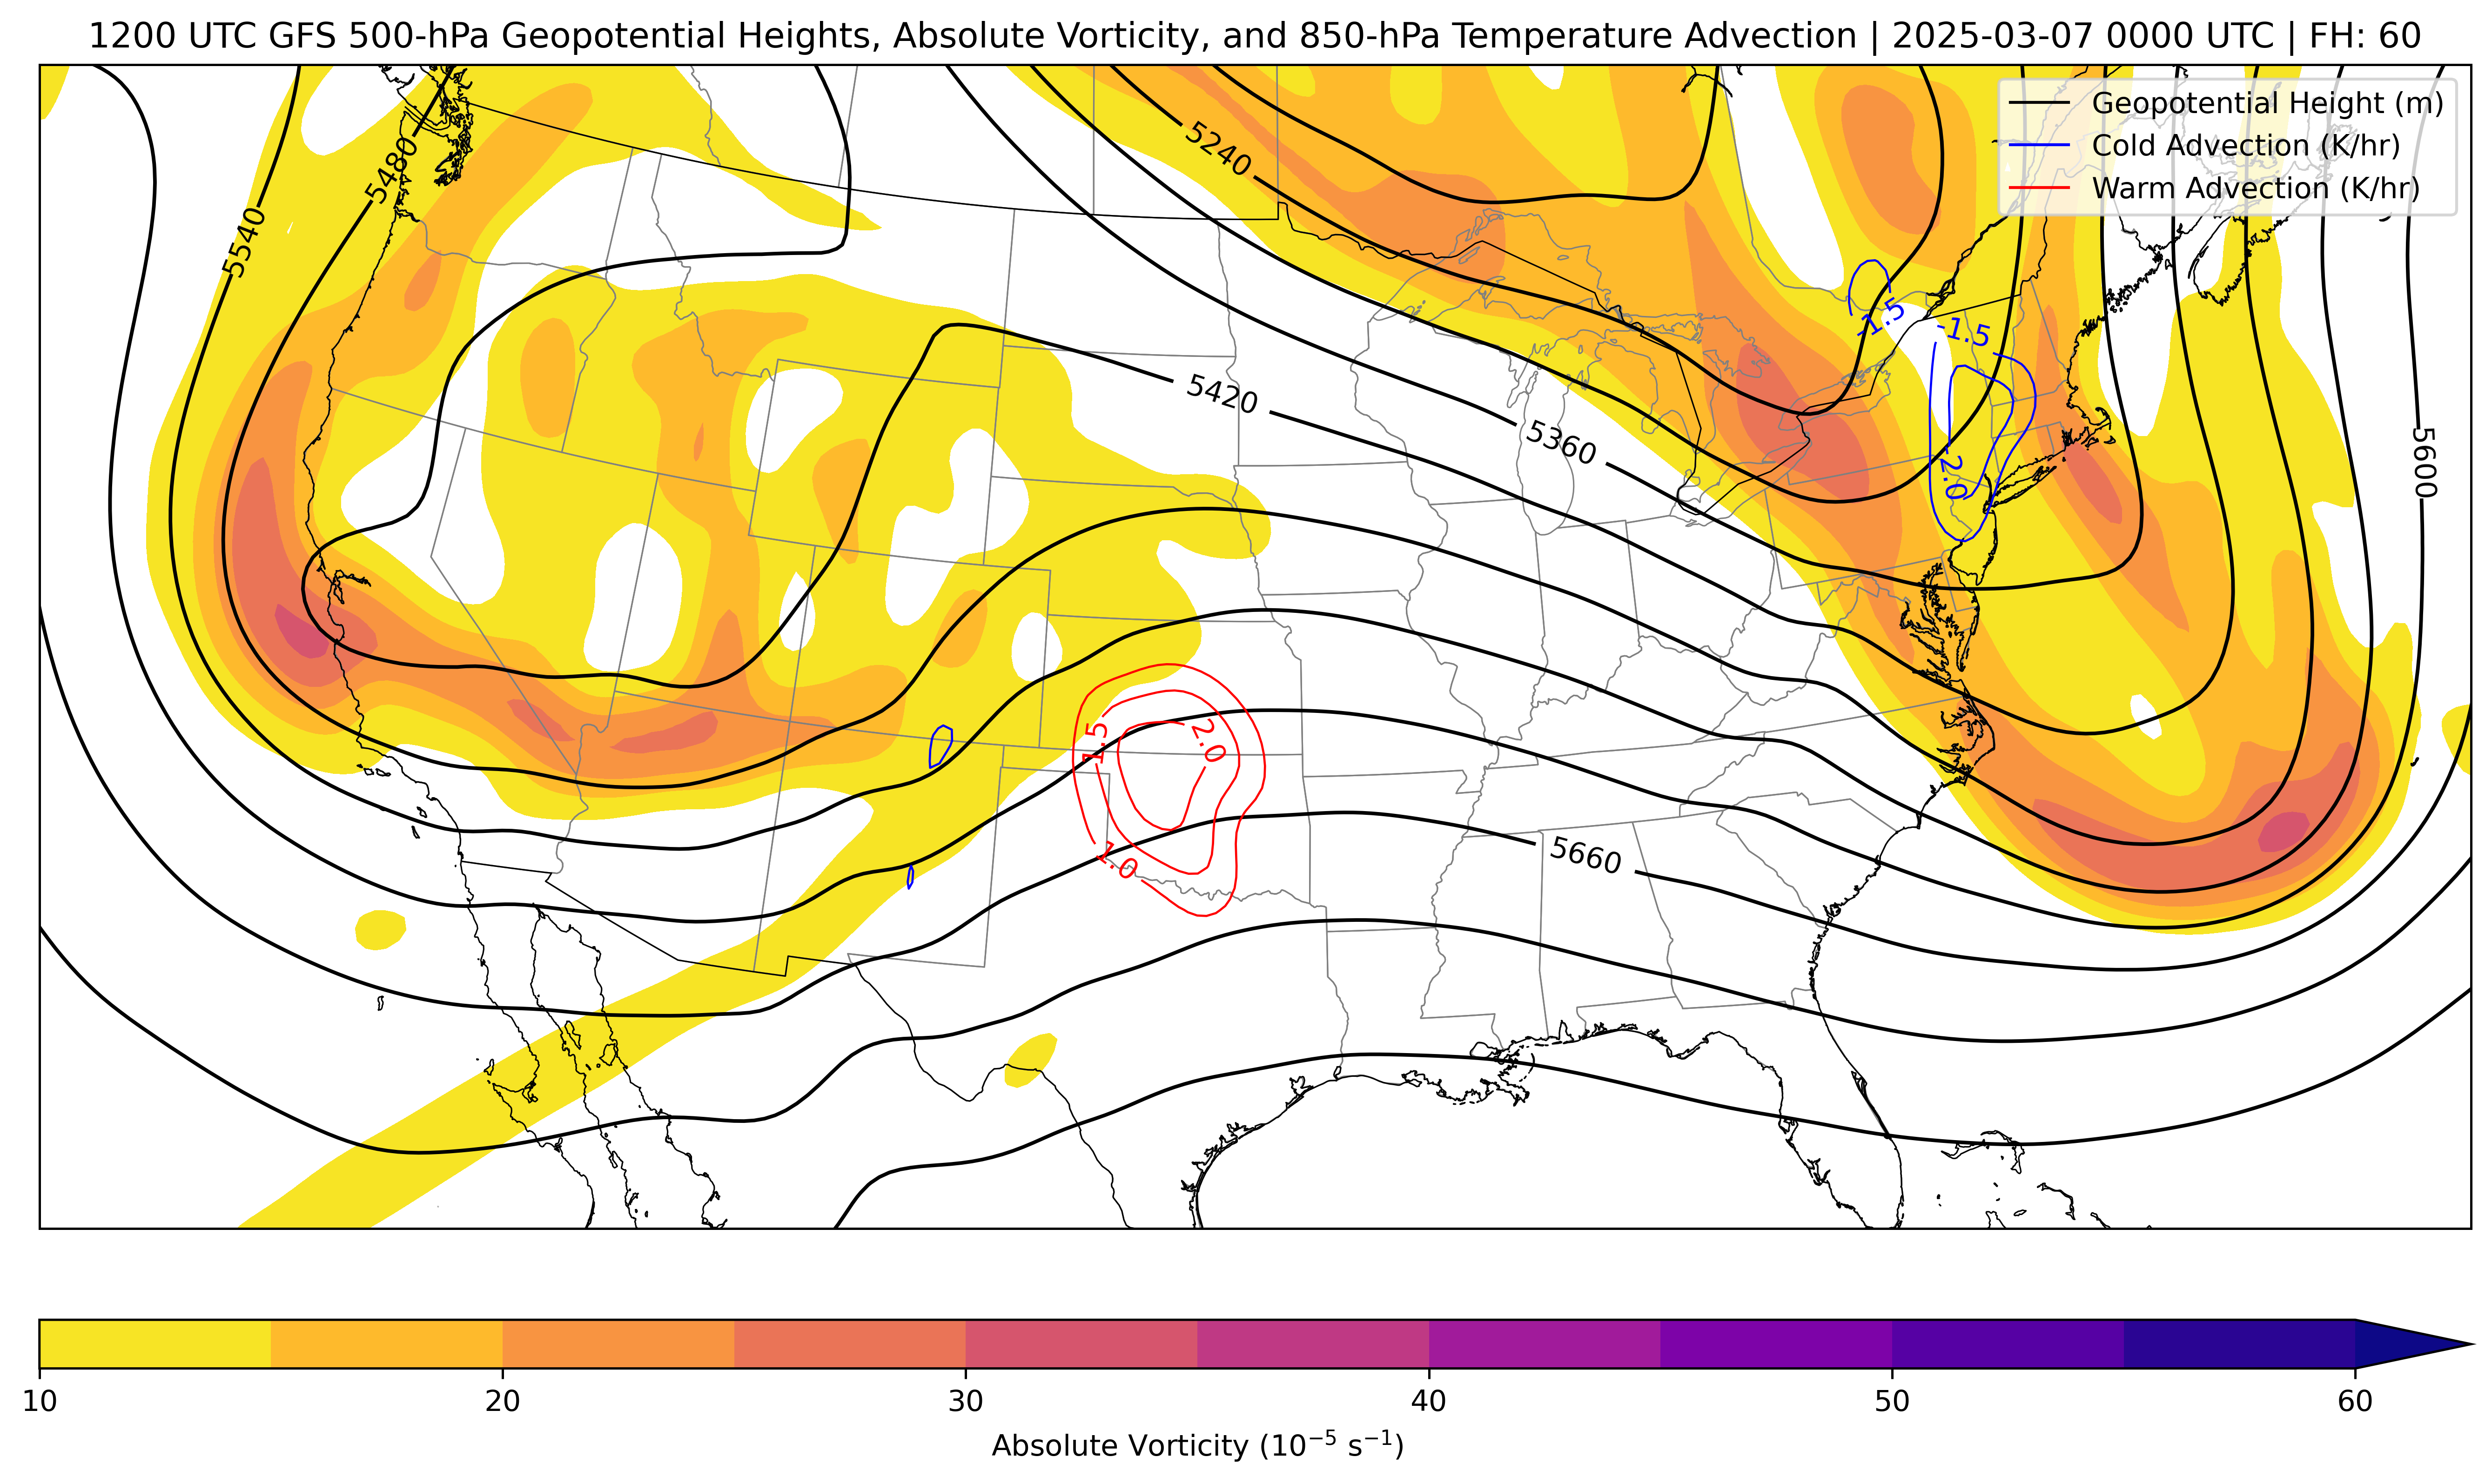 1200 UTC GFS 500-hPa Geopotential Heights, Absolute Vorticity, and 850-hPa Temperature Advection | 2025-03-07 0000 UTC | FH: 60
Geopotential Height (m)
Cold Advection (K/hr)
Warm Advection (K/hr)
5480
5240
5540
-1.5
-1.5
5420
5360
5600
-2.0
1.5
2.0
1.0
5660
10 20 30 40 50 60
Absolute Vorticity (10⁻⁵ s⁻¹)